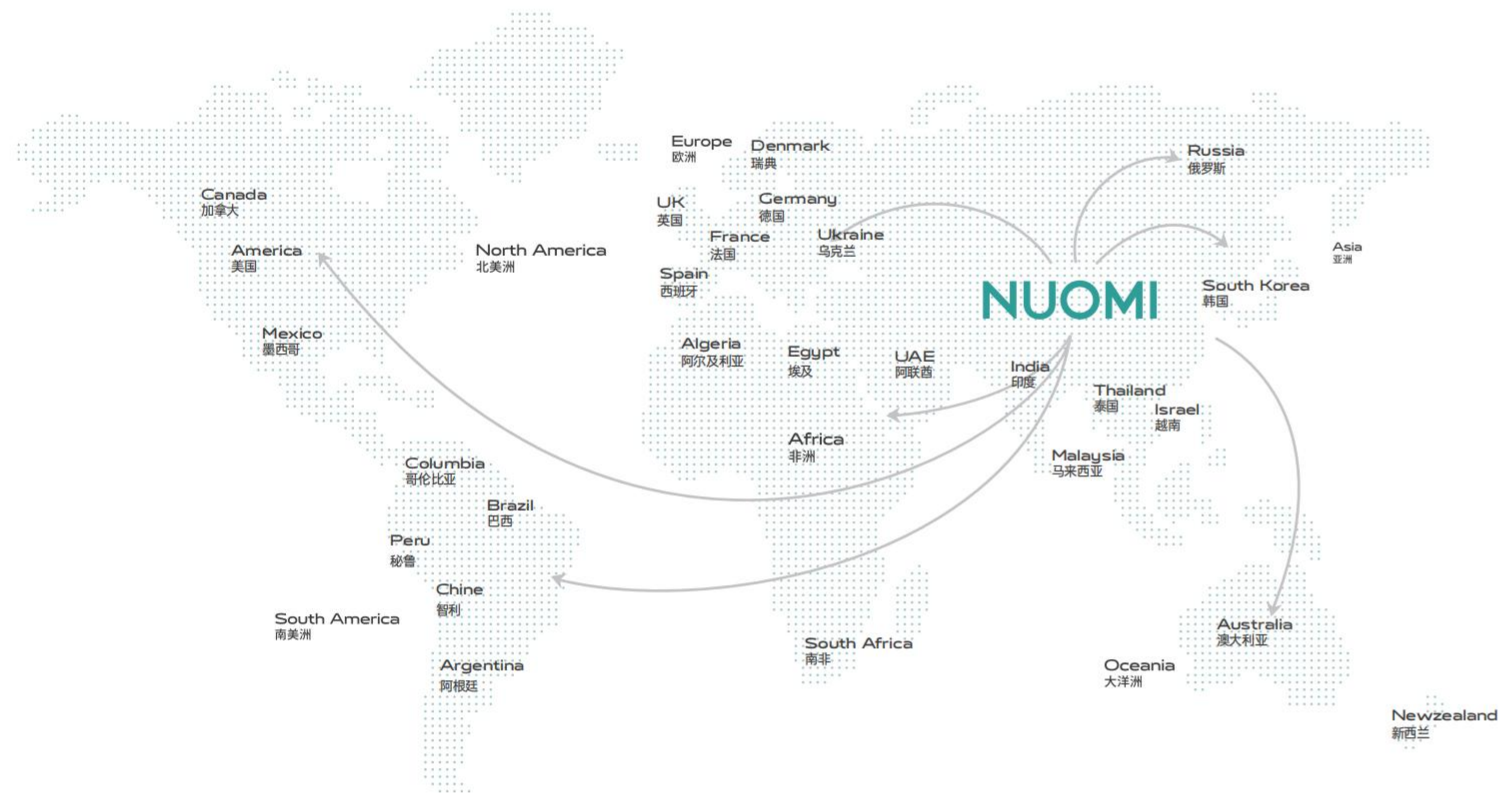 Europe
欧洲
Denmark
瑞典
Russia
俄罗斯
Canada
加拿大
UK
英国
Germany
德国
France
法国
Ukraine
乌克兰
America
美国
North America
北美洲
Asia
亚洲
Spain
西班牙
NUOMI
South Korea
韩国
Mexico
墨西哥
Algeria
阿尔及利亚
Egypt
埃及
UAE
阿联酋
India
印度
Thailand
泰国
Israel
越南
Africa
非洲
Malaysia
马来西亚
Columbia
哥伦比亚
Brazil
巴西
Peru
秘鲁
Chine
智利
South America
南美洲
Argentina
阿根廷
South Africa
南非
Australia
澳大利亚
Oceania
大洋洲
Newzealand
新西兰